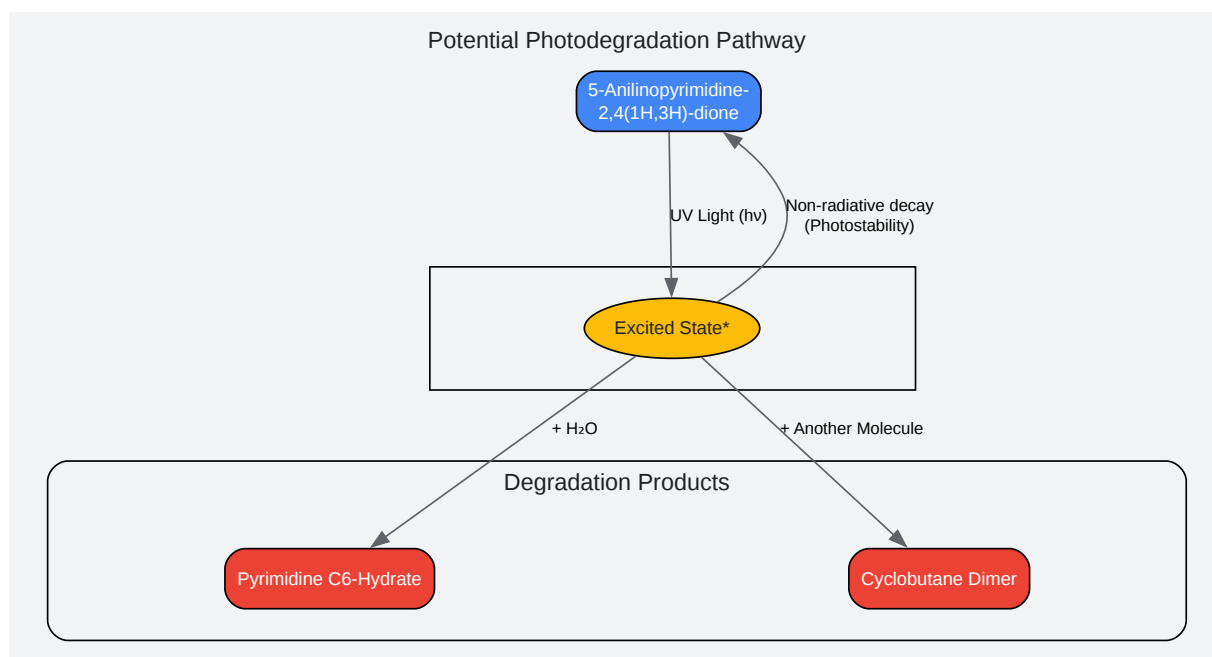 Potential Photodegradation Pathway
5-Anilinopyrimidine-
2,4(1H,3H)-dione
UV Light (hν)
Non-radiative decay
(Photostability)
Excited State*
+ H₂O
+ Another Molecule
Degradation Products
Pyrimidine C6-Hydrate
Cyclobutane Dimer